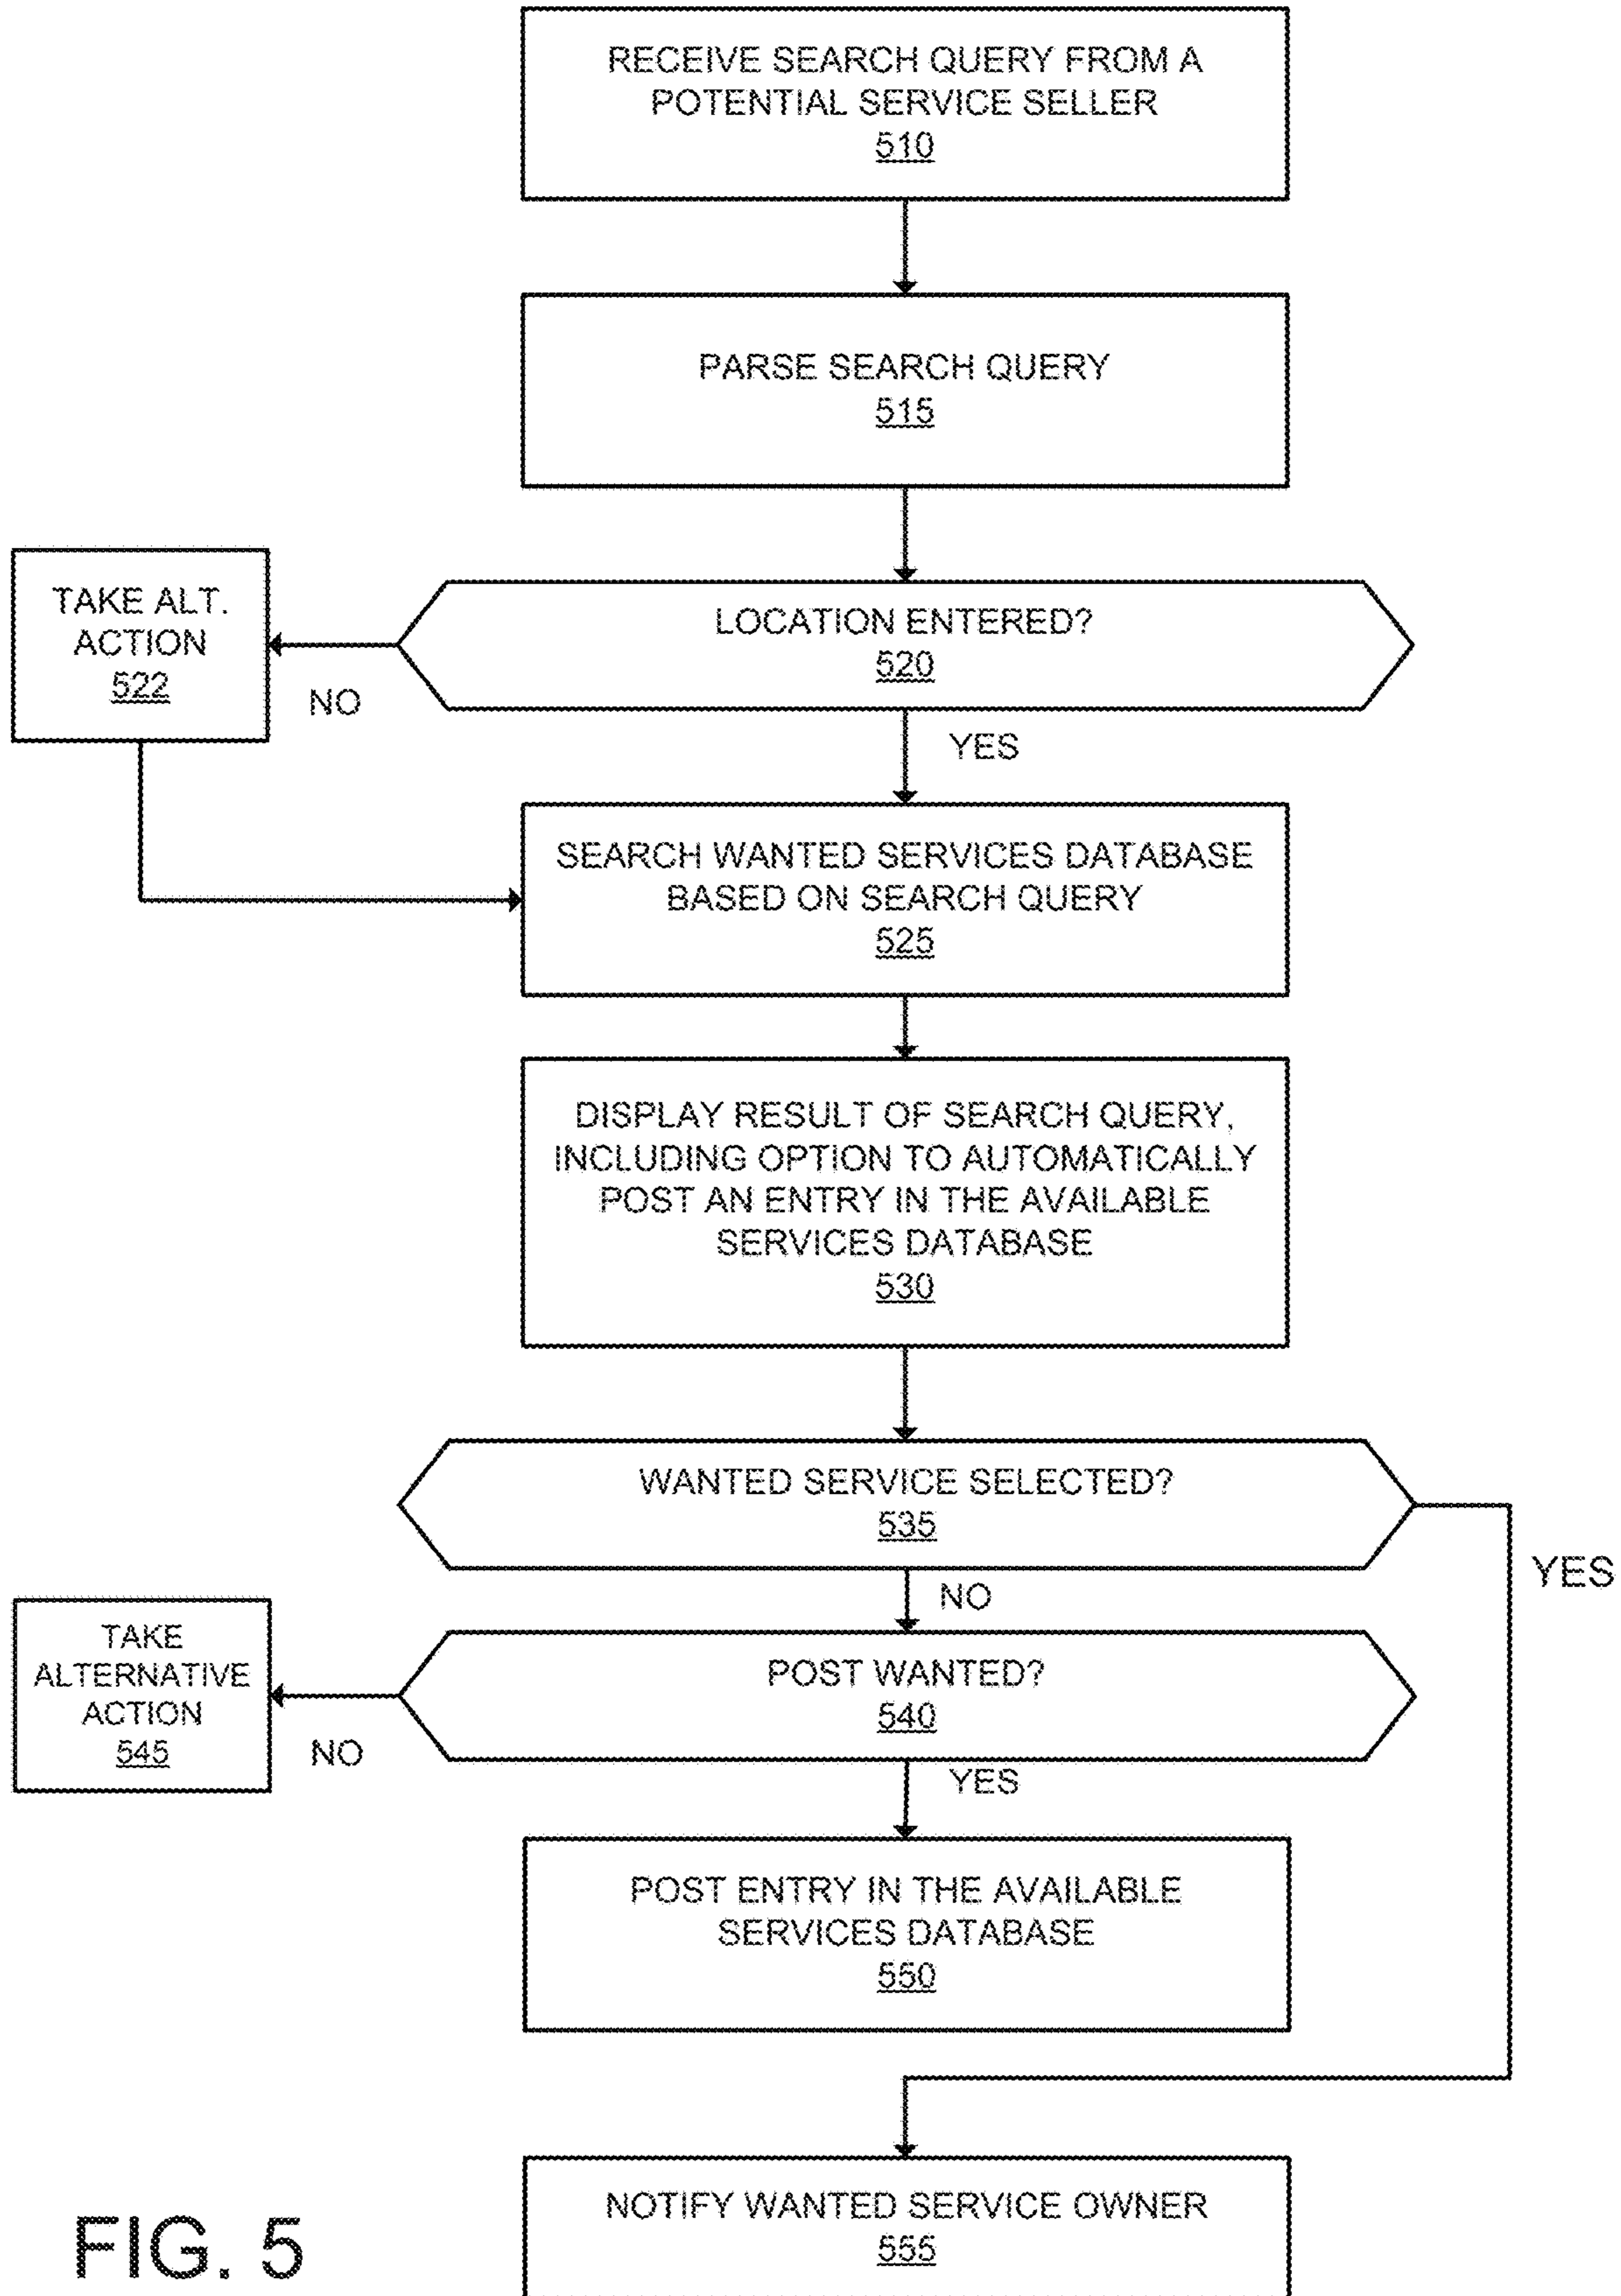 RECEIVE SEARCH QUERY FROM A
POTENTIAL SERVICE SELLER
510
PARSE SEARCH QUERY
515
LOCATION ENTERED?
520
TAKE ALT.
ACTION
522
NO
YES
SEARCH WANTED SERVICES DATABASE
BASED ON SEARCH QUERY
525
DISPLAY RESULT OF SEARCH QUERY,
INCLUDING OPTION TO AUTOMATICALLY
POST AN ENTRY IN THE AVAILABLE
SERVICES DATABASE
530
WANTED SERVICE SELECTED?
535
YES
NO
POST WANTED?
540
TAKE
ALTERNATIVE
ACTION
545
NO
YES
POST ENTRY IN THE AVAILABLE
SERVICES DATABASE
550
NOTIFY WANTED SERVICE OWNER
555
FIG. 5